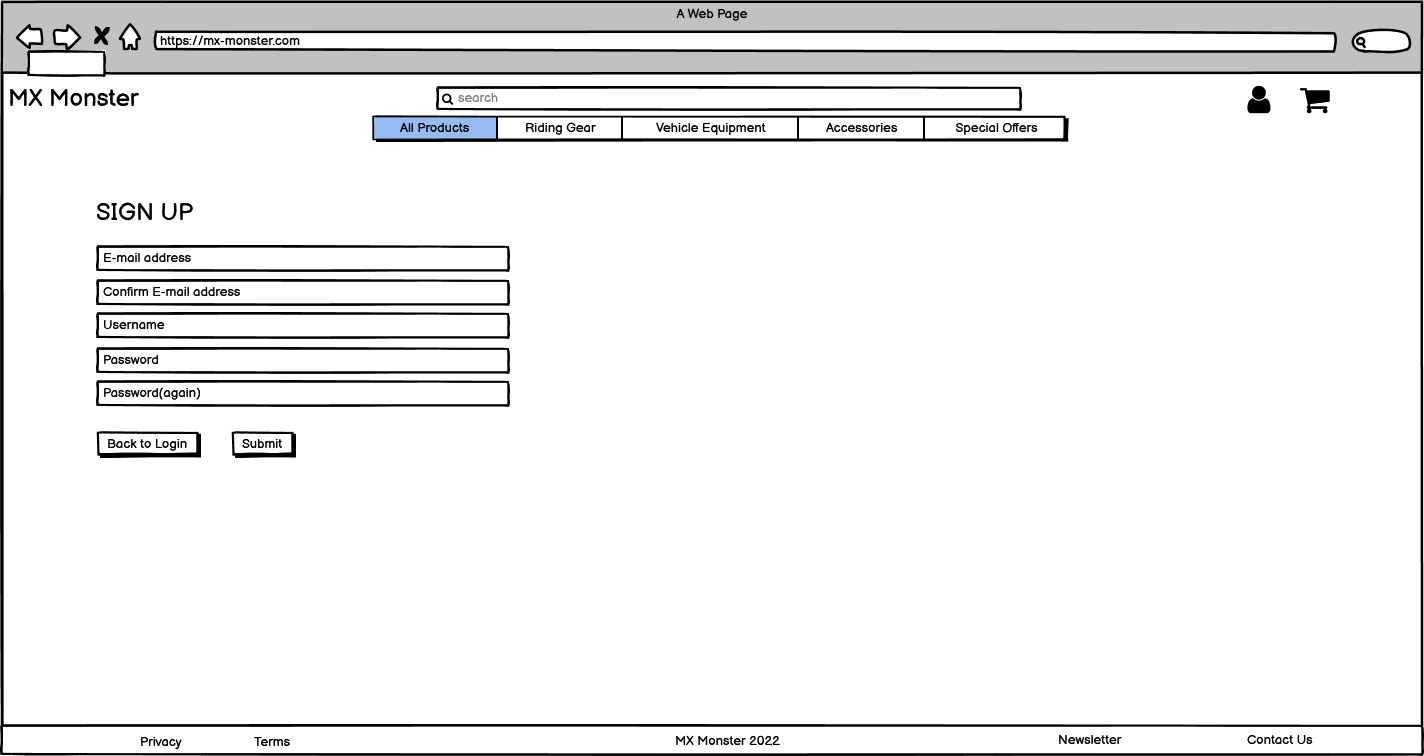 A Web Page
https://mx-monster.com
MX Monster
search
All Products Riding Gear Vehicle Equipment Accessories Special Offers
SIGN UP
E-mail address
Confirm E-mail address
Username
Password
Password(again)
Back to Login Submit
Privacy Terms MX Monster 2022 Newsletter Contact Us